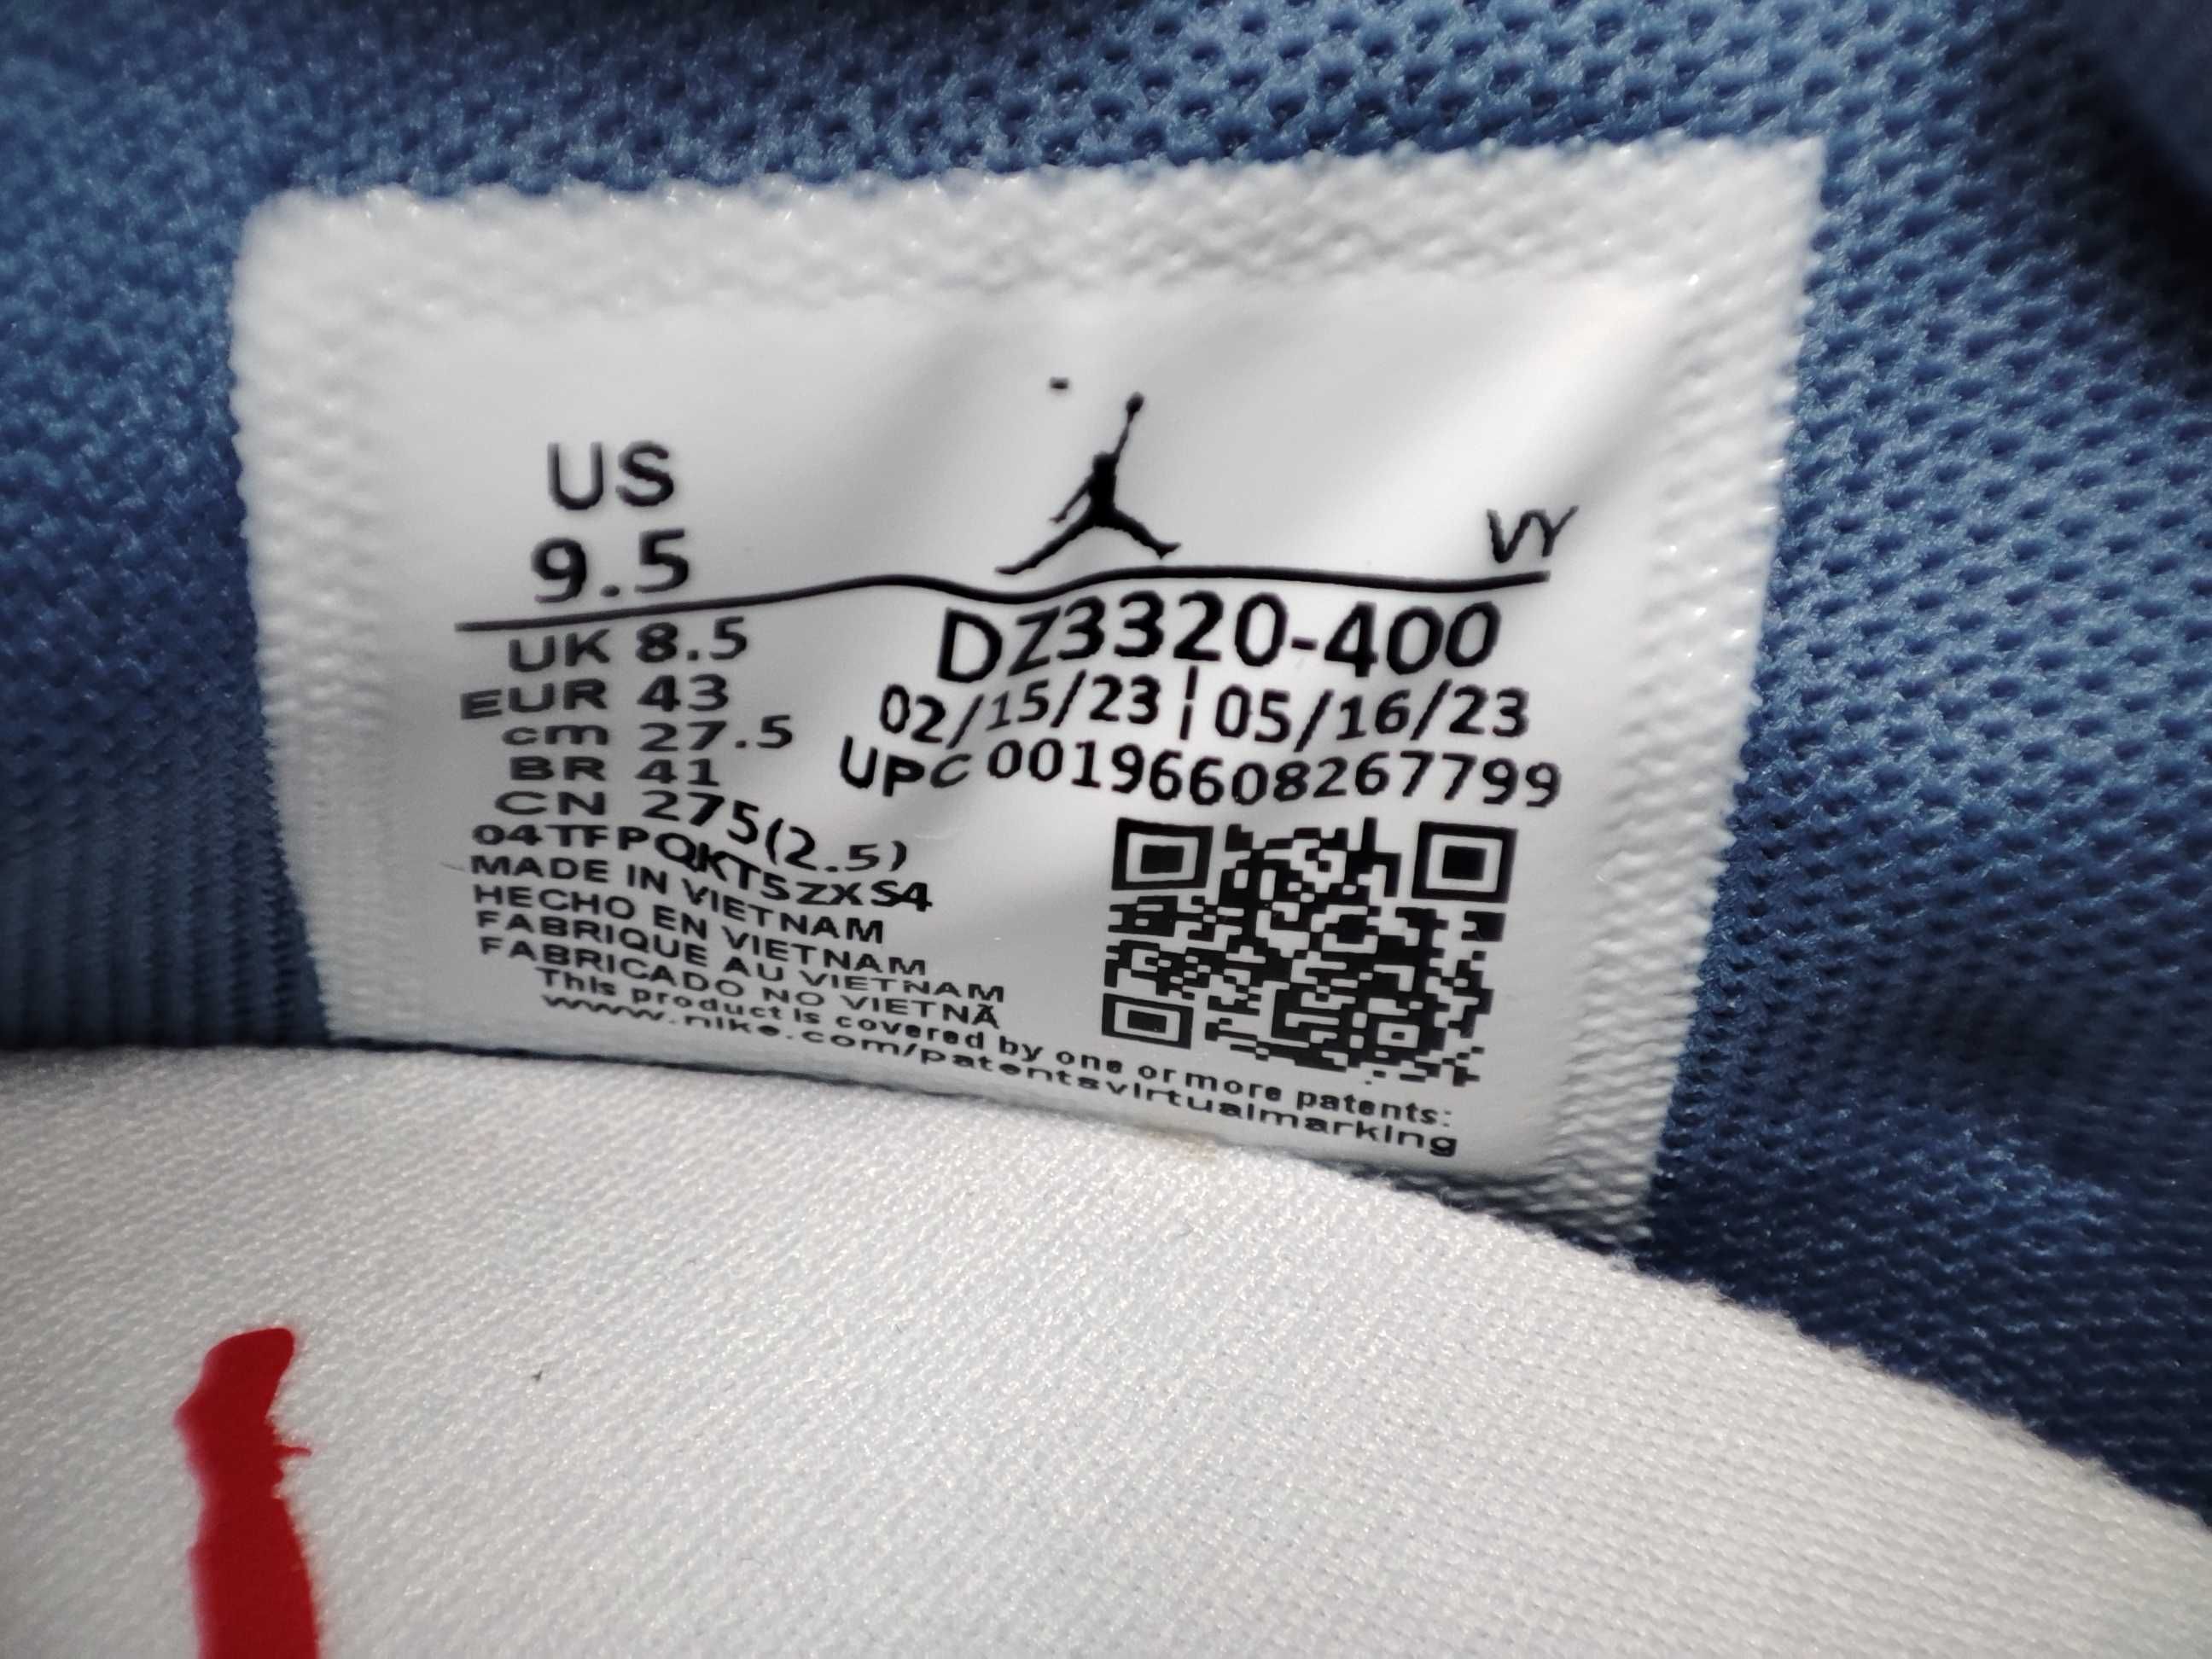 US
9.5
VY
UK 8.5
EUR 43
cm 27.5
BR 41
CN 275(2.5)
04TFPQKT5ZXS4
MADE IN VIETNAM
HECHO EN VIETNAM
FABRIQUE AU VIETNAM
FABRICADO NO VIETNÃ
DZ3320-400
02/15/23 | 05/16/23
UPC 00196608267799
This product is covered by one or more patents:
www.nike.com/patentsvirtualmarking